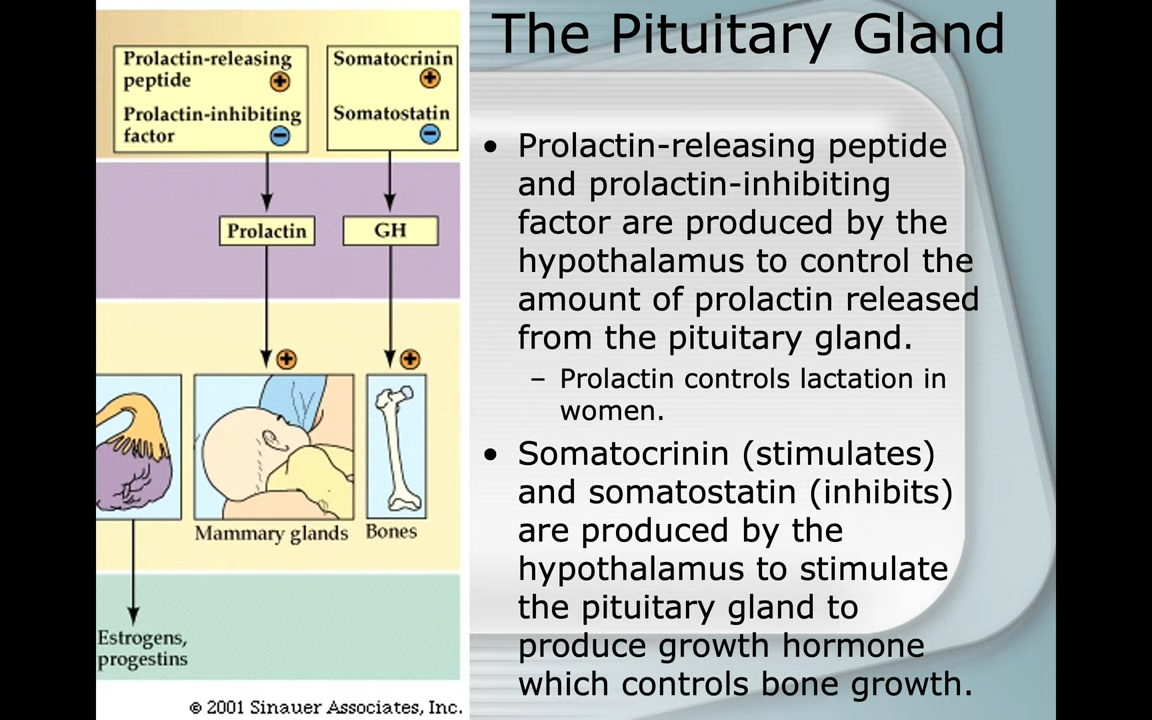 The Pituitary Gland
Prolactin-releasing
peptide
Prolactin-inhibiting
factor
Somatocrinin
Somatostatin
Prolactin
GH
Mammary glands
Bones
Estrogens,
progestins
© 2001 Sinauer Associates, Inc.
• Prolactin-releasing peptide
and prolactin-inhibiting
factor are produced by the
hypothalamus to control the
amount of prolactin released
from the pituitary gland.
– Prolactin controls lactation in
women.
• Somatocrinin (stimulates)
and somatostatin (inhibits)
are produced by the
hypothalamus to stimulate
the pituitary gland to
produce growth hormone
which controls bone growth.